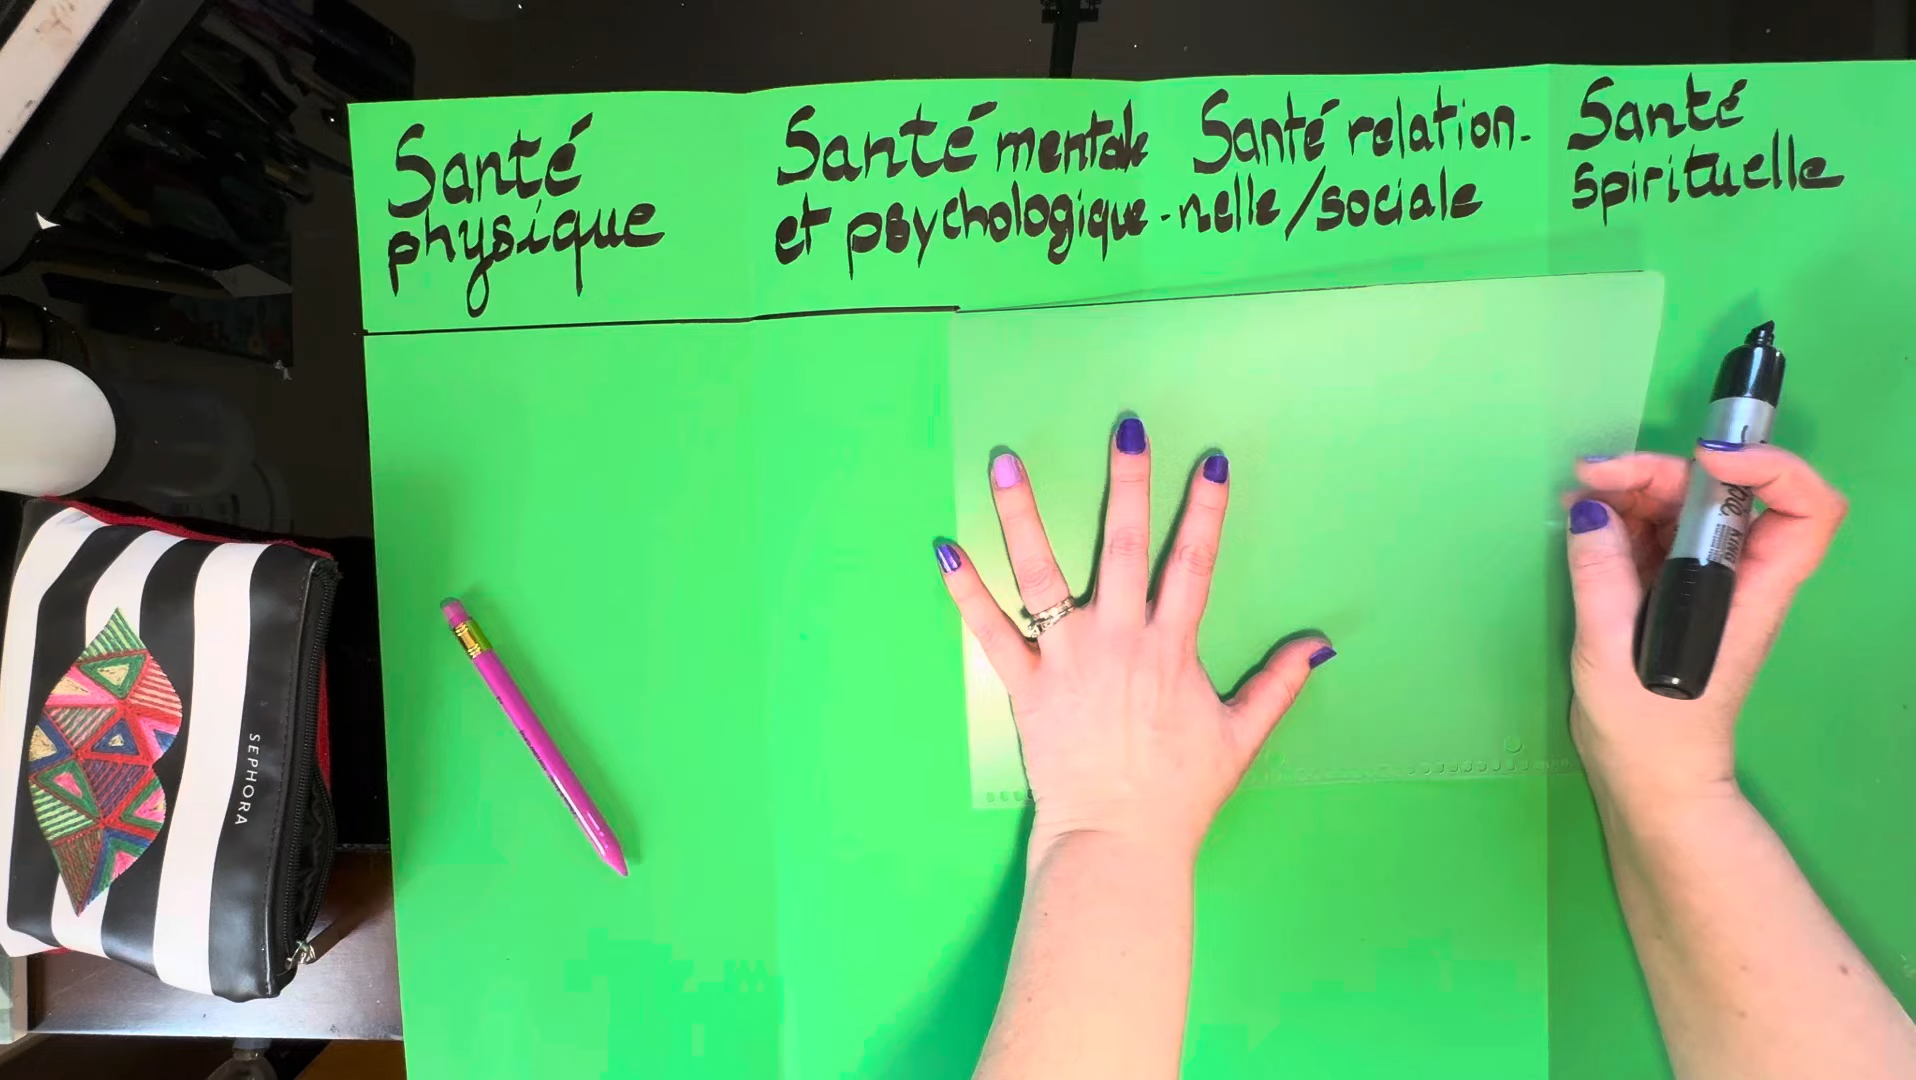 Santé
physique
Santé mentale
et psychologique
Santé relation-
-nelle/sociale
Santé
spirituelle
SEPHORA